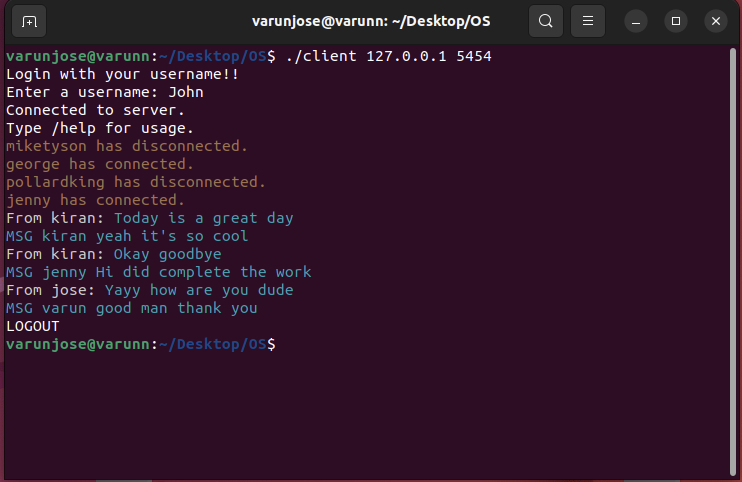 varunjose@varunn: ~/Desktop/OS
varunjose@varunn:~/Desktop/OS$ ./client 127.0.0.1 5454
Login with your username!!
Enter a username: John
Connected to server.
Type /help for usage.
miketyson has disconnected.
george has connected.
pollardking has disconnected.
jenny has connected.
From kiran: Today is a great day
MSG kiran yeah it's so cool
From kiran: Okay goodbye
MSG jenny Hi did complete the work
From jose: Yayy how are you dude
MSG varun good man thank you
LOGOUT
varunjose@varunn:~/Desktop/OS$